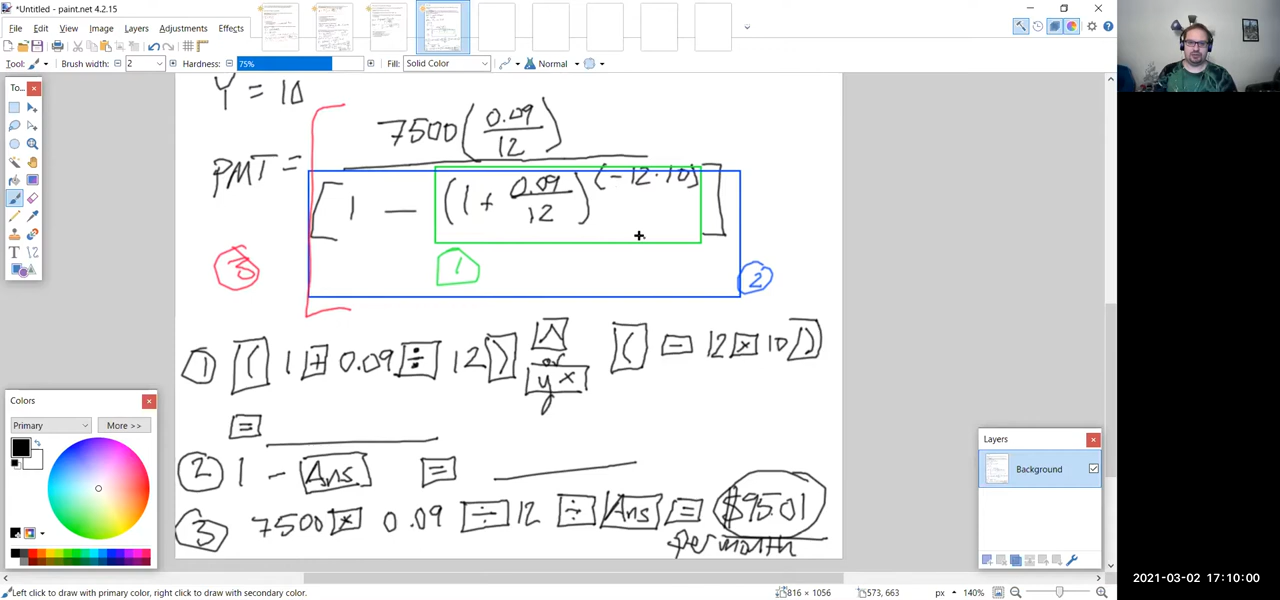 *Untitled - paint.net 4.2.15
File Edit View Image Layers Adjustments Effects
Tool: Brush width: 2 Hardness: 75% Fill: Solid Color Normal
To...
Y = 10
PMT = 7500(0.09/12)
[1 - (1 + 0.09/12)^(-12·10)]
3 1 2
① ( 1 + 0.09 ÷ 12 ) ^ or y^x ( - 12 × 10 )
=
② 1 - Ans =
③ 7500 × 0.09 ÷ 12 ÷ Ans = $95.01
per month
Colors
Primary More >>
Layers
Background
Left click to draw with primary color, right click to draw with secondary color. 816 × 1056 573, 663 px 140%
2021-03-02 17:10:00